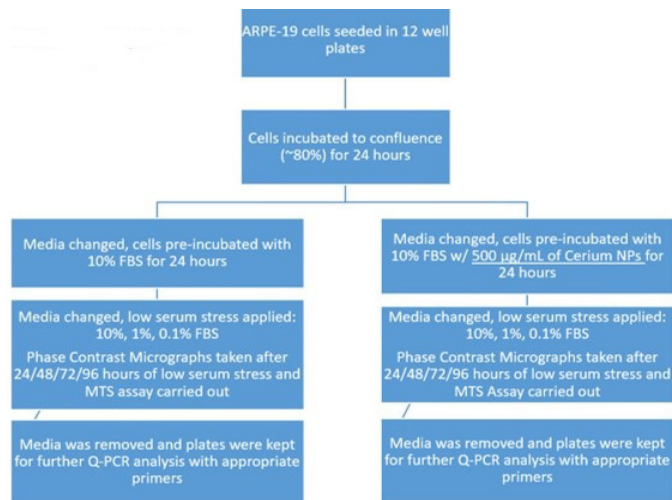 ARPE-19 cells seeded in 12 well
plates
Cells incubated to confluence
(~80%) for 24 hours
Media changed, cells pre-incubated with
10% FBS for 24 hours
Media changed, cells pre-incubated with
10% FBS w/ 500 µg/mL of Cerium NPs for
24 hours
Media changed, low serum stress applied:
10%, 1%, 0.1% FBS
Phase Contrast Micrographs taken after
24/48/72/96 hours of low serum stress and
MTS assay carried out
Media changed, low serum stress applied:
10%, 1%, 0.1% FBS
Phase Contrast Micrographs taken after
24/48/72/96 hours of low serum stress and
MTS Assay carried out
Media was removed and plates were kept
for further Q-PCR analysis with appropriate
primers
Media was removed and plates were kept
for further Q-PCR analysis with appropriate
primers